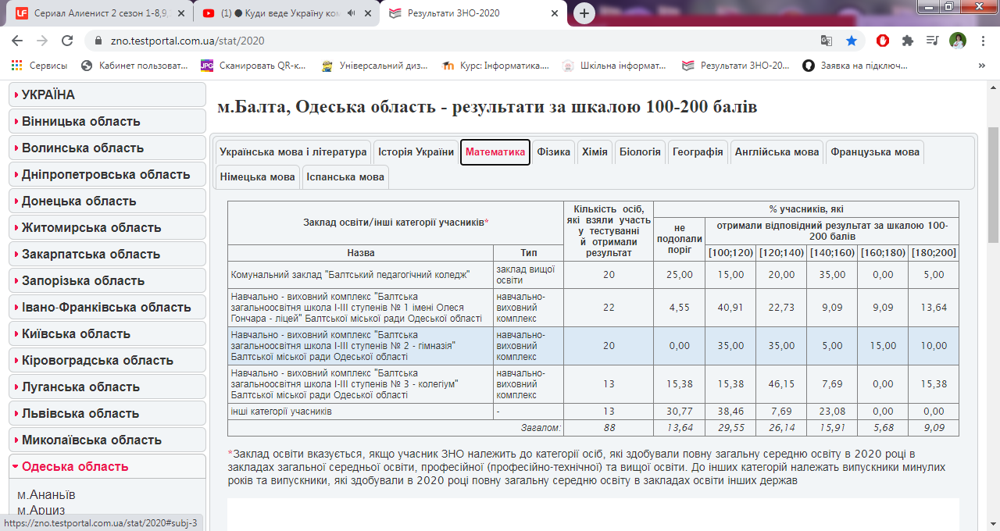 Сериал Алиенист 2 сезон 1-8,9,
(1) ● Куди веде Україну ком
Результати ЗНО-2020
zno.testportal.com.ua/stat/2020
Сервисы
Кабинет пользоват...
Сканировать QR-к...
Універсальний диз...
Курс: Інформатика....
Шкільна інформат...
Результати ЗНО-20...
Заявка на підключ...
»
УКРАЇНА
Вінницька область
Волинська область
Дніпропетровська область
Донецька область
Житомирська область
Закарпатська область
Запорізька область
Івано-Франківська область
Київська область
Кіровоградська область
Луганська область
Львівська область
Миколаївська область
Одеська область
м.Ананьїв
м.Арциз
https://zno.testportal.com.ua/stat/2020#subj-3
м.Балта, Одеська область - результати за шкалою 100-200 балів
Українська мова і література Історія України Математика Фізика Хімія Біологія Географія Англійська мова Французька мова
Німецька мова Іспанська мова
Заклад освіти/інші категорії учасників*
Назва
Тип
Кількість осіб,
які взяли участь
у тестуванні
й отримали
результат
% учасників, які
не
подолали
поріг
отримали відповідний результат за шкалою 100-
200 балів
[100;120) [120;140) [140;160) [160;180) [180;200]
Комунальний заклад "Балтський педагогічний коледж"
заклад вищої
освіти
20 25,00 15,00 20,00 35,00 0,00 5,00
Навчально - виховний комплекс "Балтська
загальноосвітня школа І-ІІІ ступенів № 1 імені Олеся
Гончара - ліцей" Балтської міської ради Одеської області
навчально-
виховний
комплекс
22 4,55 40,91 22,73 9,09 9,09 13,64
Навчально - виховний комплекс "Балтська
загальноосвітня школа І-ІІІ ступенів № 2 - гімназія"
Балтської міської ради Одеської області
навчально-
виховний
комплекс
20 0,00 35,00 35,00 5,00 15,00 10,00
Навчально - виховний комплекс "Балтська
загальноосвітня школа І-ІІІ ступенів № 3 - колегіум"
Балтської міської ради Одеської області
навчально-
виховний
комплекс
13 15,38 15,38 46,15 7,69 0,00 15,38
інші категорії учасників - 13 30,77 38,46 7,69 23,08 0,00 0,00
Загалом: 88 13,64 29,55 26,14 15,91 5,68 9,09
*Заклад освіти вказується, якщо учасник ЗНО належить до категорії осіб, які здобували повну загальну середню освіту в 2020 році в
закладах загальної середньої освіти, професійної (професійно-технічної) та вищої освіти. До інших категорій належать випускники минулих
років та випускники, які здобували в 2020 році повну загальну середню освіту в закладах освіти інших держав